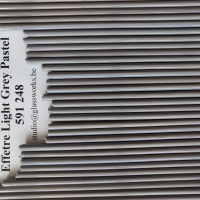 Effetre Light Grey Pastel
591 248
studio@glassworks.be